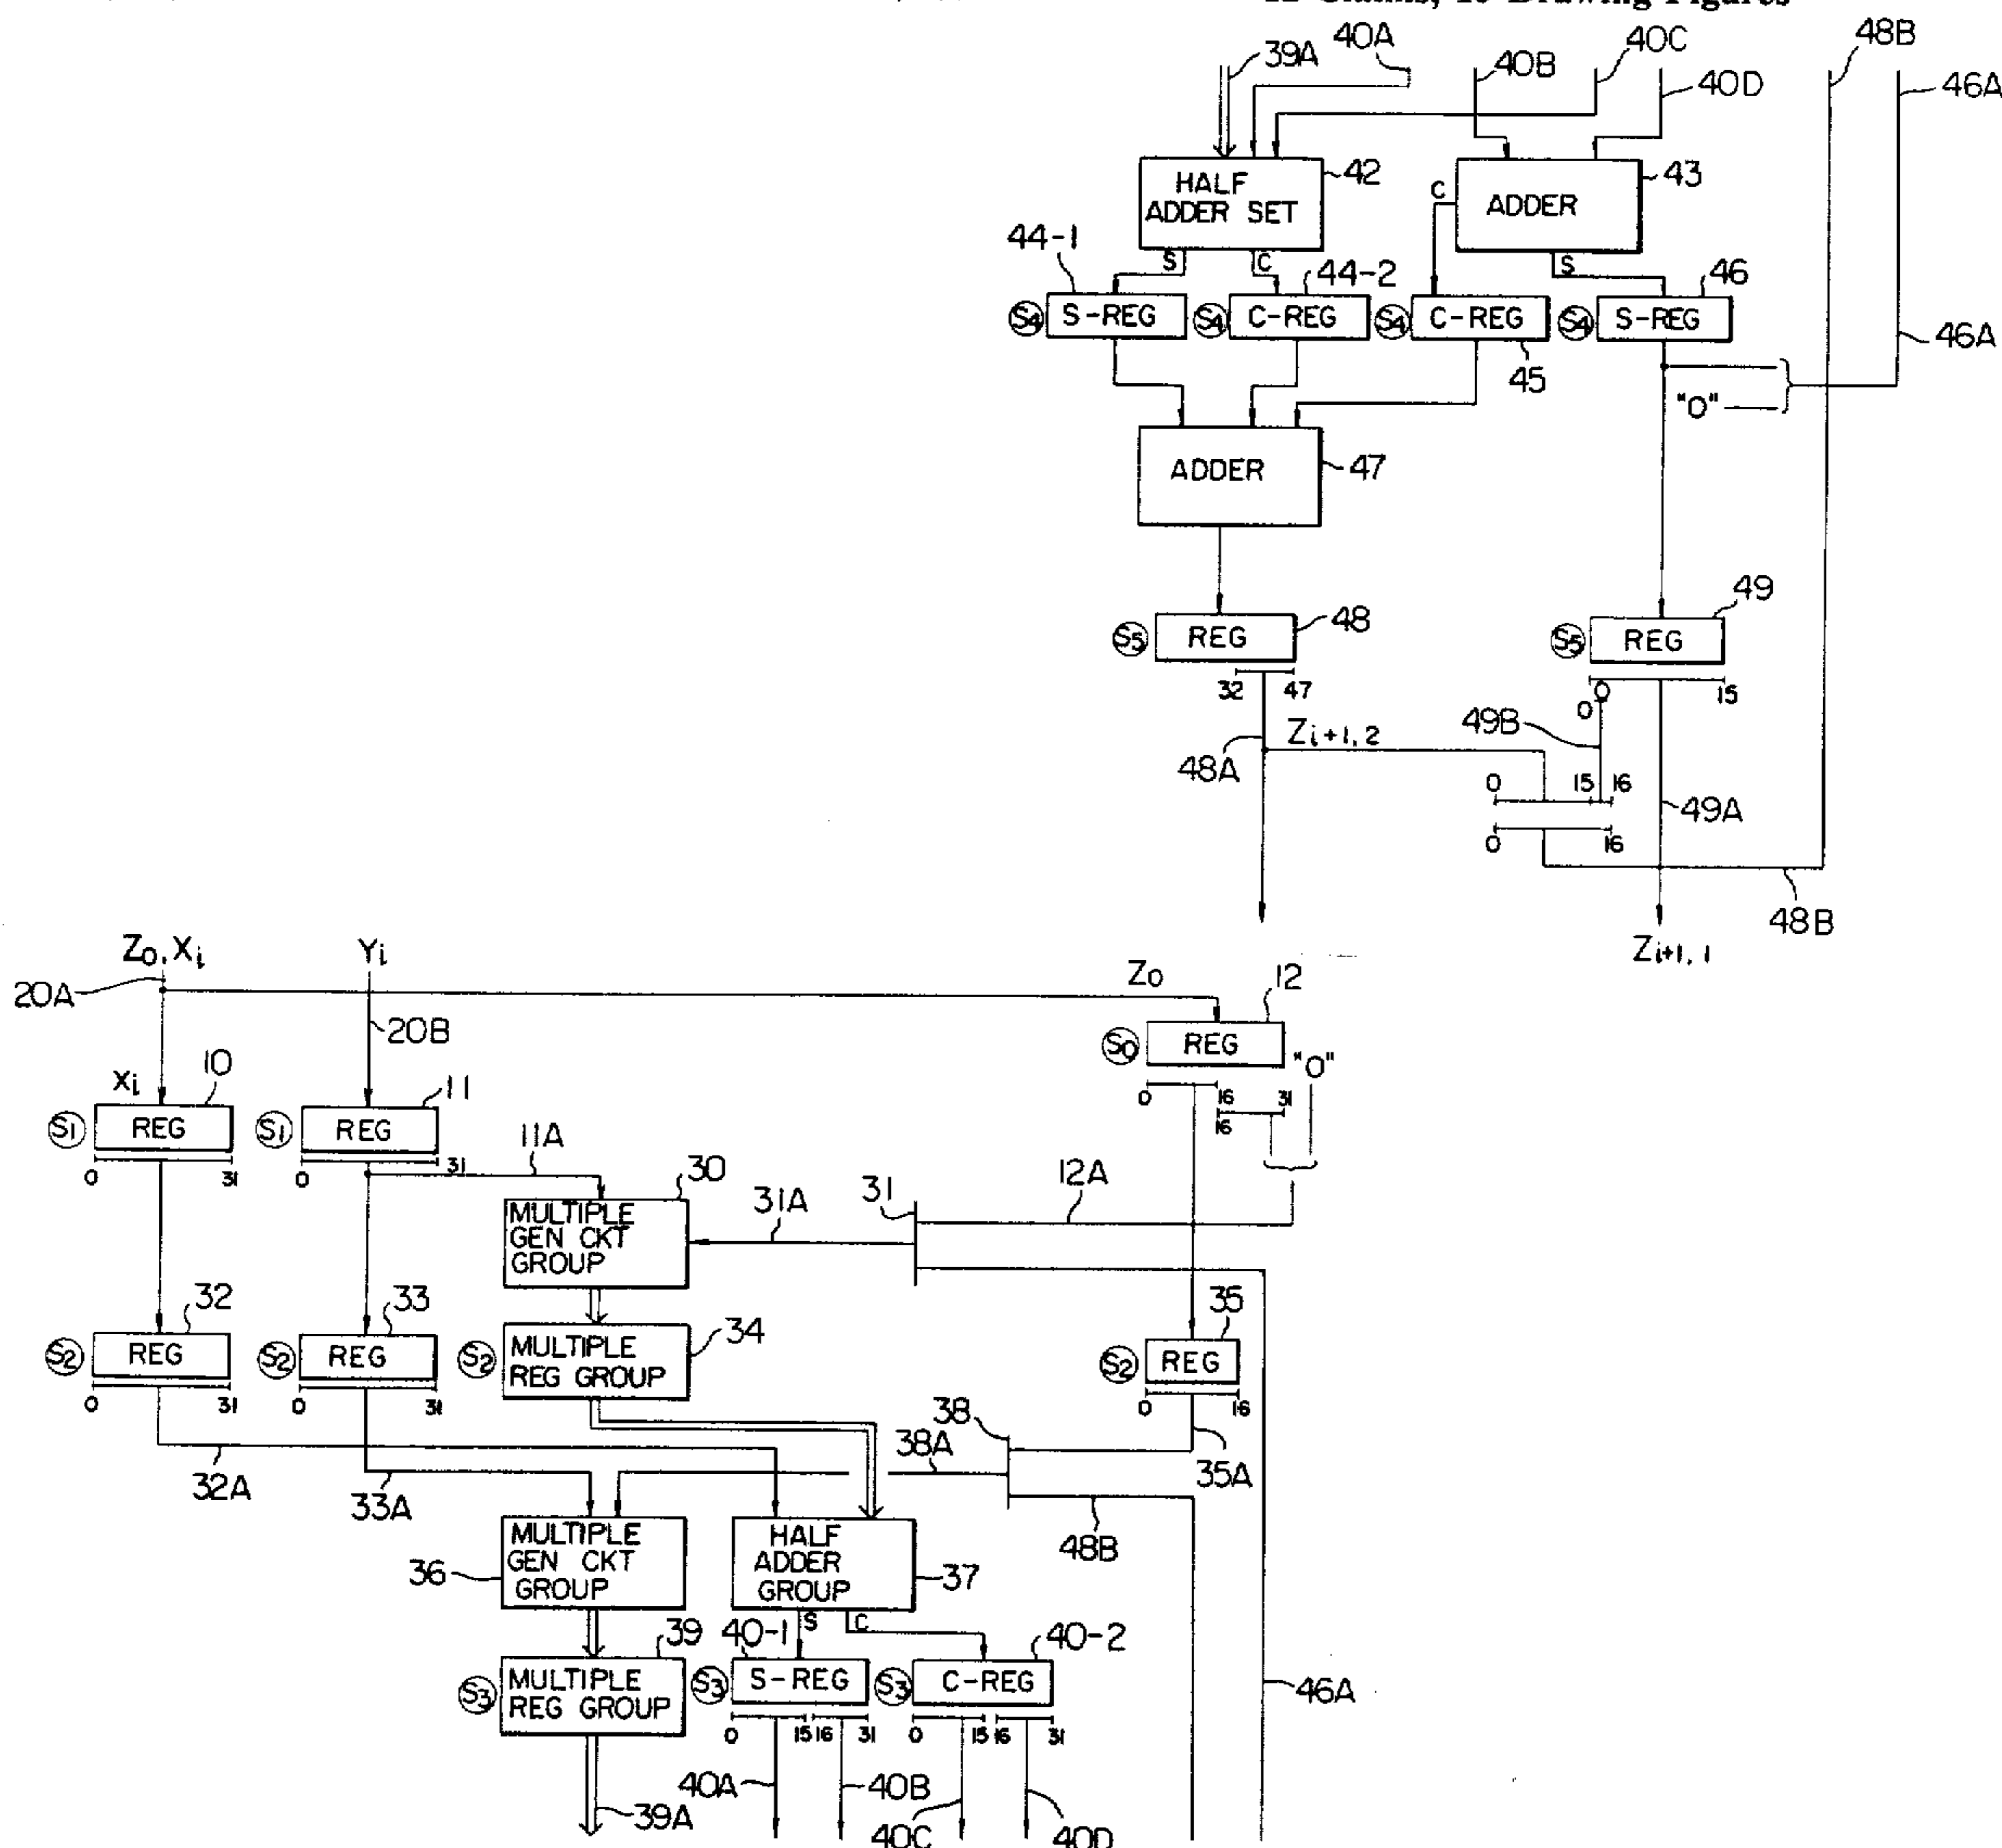 12 Claims, 10 Drawing Figures
39A 40A 40B 40C 40D 48B 46A
HALF ADDER SET 42
C ADDER 43
44-1 S C 44-2 S 46
S4 S-REG S4 C-REG S4 C-REG S4 S-REG
45
46A
"0"
ADDER 47
S5 REG 48
S5 REG 49
32 47
0 15
0
49B
48A Zi+1,2
0 15 16
49A
0 16
48B
Zi+1,1
Z0, Xi
Yi
20A
20B
Z0
12
S0 REG
"0"
0 16 31
16
Xi 10
11
S1 REG
S1 REG
0 31
0 31
11A
30
MULTIPLE
GEN CKT
GROUP
31A
31
12A
32
33
34
35
S2 REG
S2 REG
S2 MULTIPLE
REG GROUP
S2 REG
0 31
0 31
0 16
32A
33A
38
38A
35A
48B
36
MULTIPLE
GEN CKT
GROUP
HALF
ADDER
GROUP
37
S C
39
40-1
40-2
S3 MULTIPLE
REG GROUP
S3 S-REG
S3 C-REG
46A
0 15 16 31
0 15 16 31
39A
40A
40B
40C
40D